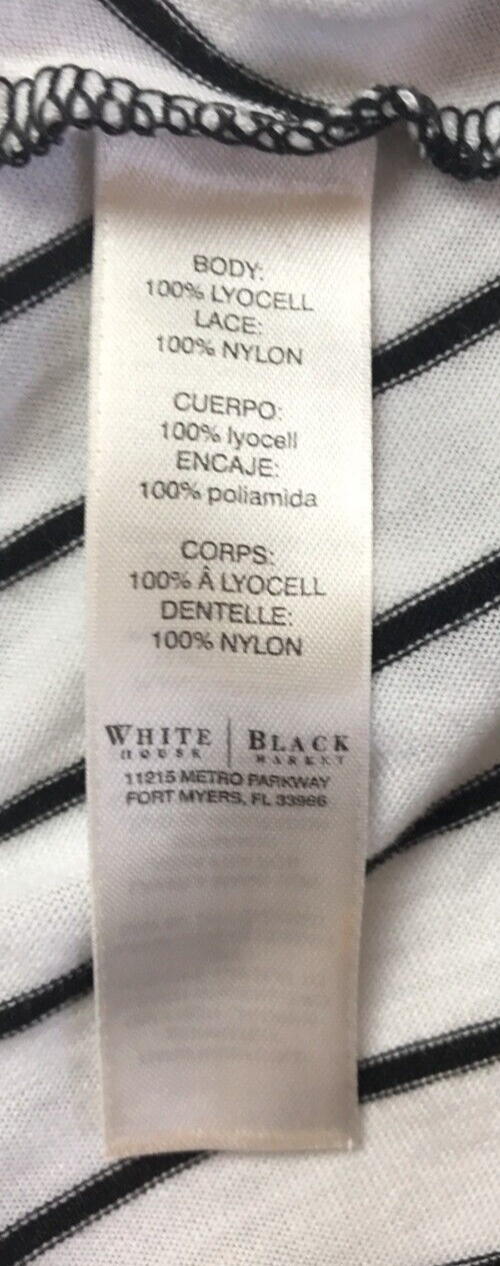 BODY:
100% LYOCELL
LACE:
100% NYLON
CUERPO:
100% lyocell
ENCAJE:
100% poliamida
CORPS:
100% Â LYOCELL
DENTELLE:
100% NYLON
WHITE HOUSE | BLACK MARKET
11215 METRO PARKWAY
FORT MYERS, FL 33966